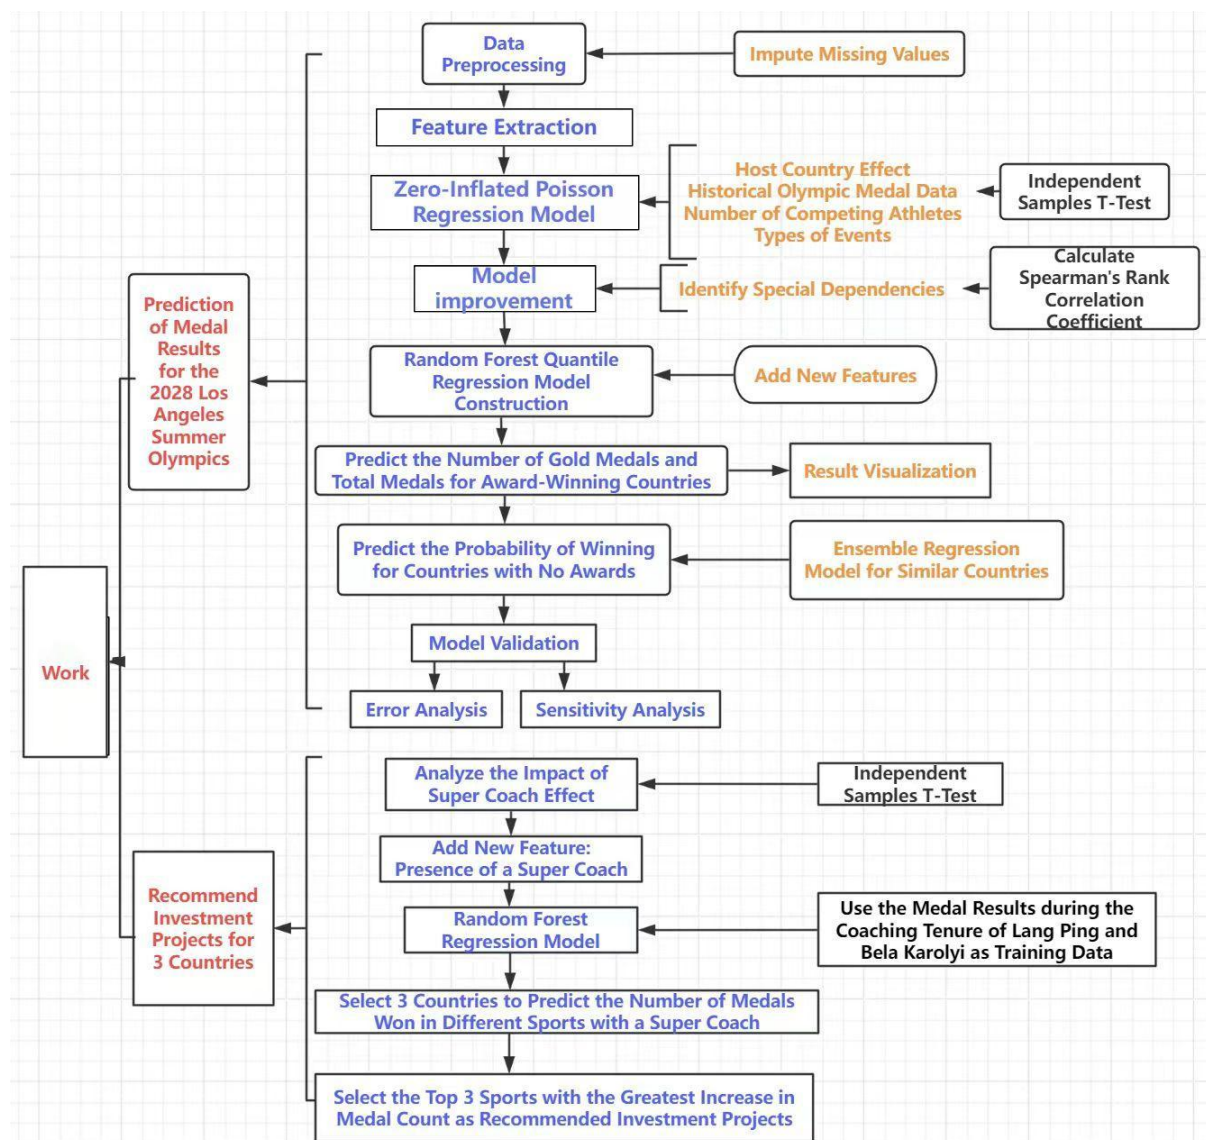 Data
Preprocessing
Impute Missing Values
Feature Extraction
Zero-Inflated Poisson
Regression Model
Host Country Effect
Historical Olympic Medal Data
Number of Competing Athletes
Types of Events
Independent
Samples T-Test
Model
improvement
Identify Special Dependencies
Calculate
Spearman's Rank
Correlation
Coefficient
Prediction
of Medal
Results
for the
2028 Los
Angeles
Summer
Olympics
Random Forest Quantile
Regression Model
Construction
Add New Features
Predict the Number of Gold Medals and
Total Medals for Award-Winning Countries
Result Visualization
Predict the Probability of Winning
for Countries with No Awards
Ensemble Regression
Model for Similar Countries
Model Validation
Work
Error Analysis
Sensitivity Analysis
Analyze the Impact of
Super Coach Effect
Independent
Samples T-Test
Add New Feature:
Presence of a Super Coach
Recommend
Investment
Projects for
3 Countries
Random Forest
Regression Model
Use the Medal Results during the
Coaching Tenure of Lang Ping and
Bela Karolyi as Training Data
Select 3 Countries to Predict the Number of Medals
Won in Different Sports with a Super Coach
Select the Top 3 Sports with the Greatest Increase in
Medal Count as Recommended Investment Projects